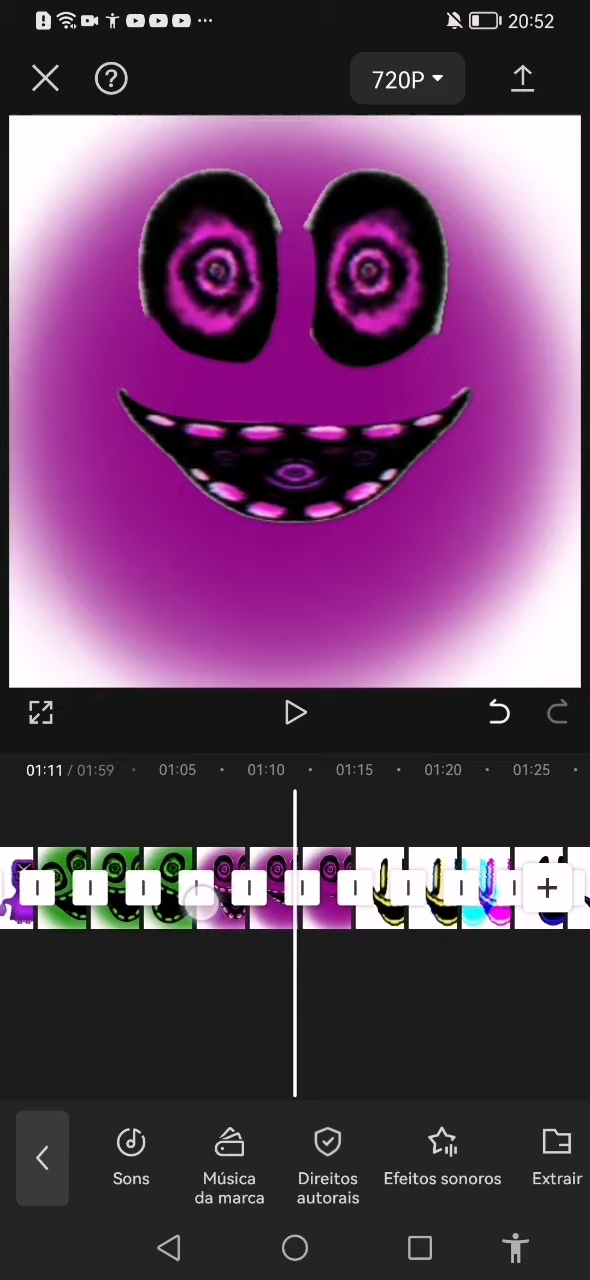 20:52
720P
01:11 / 01:59
01:05
01:10
01:15
01:20
01:25
Sons
Música
da marca
Direitos
autorais
Efeitos sonoros
Extrair